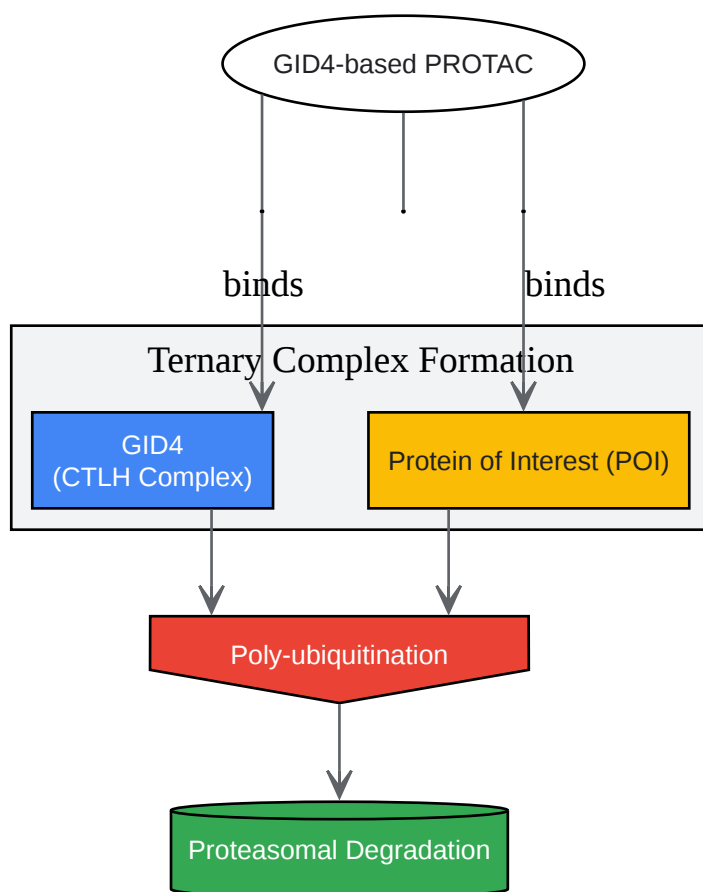 GID4-based PROTAC
binds
binds
Ternary Complex Formation
GID4
(CTLH Complex)
Protein of Interest (POI)
Poly-ubiquitination
Proteasomal Degradation